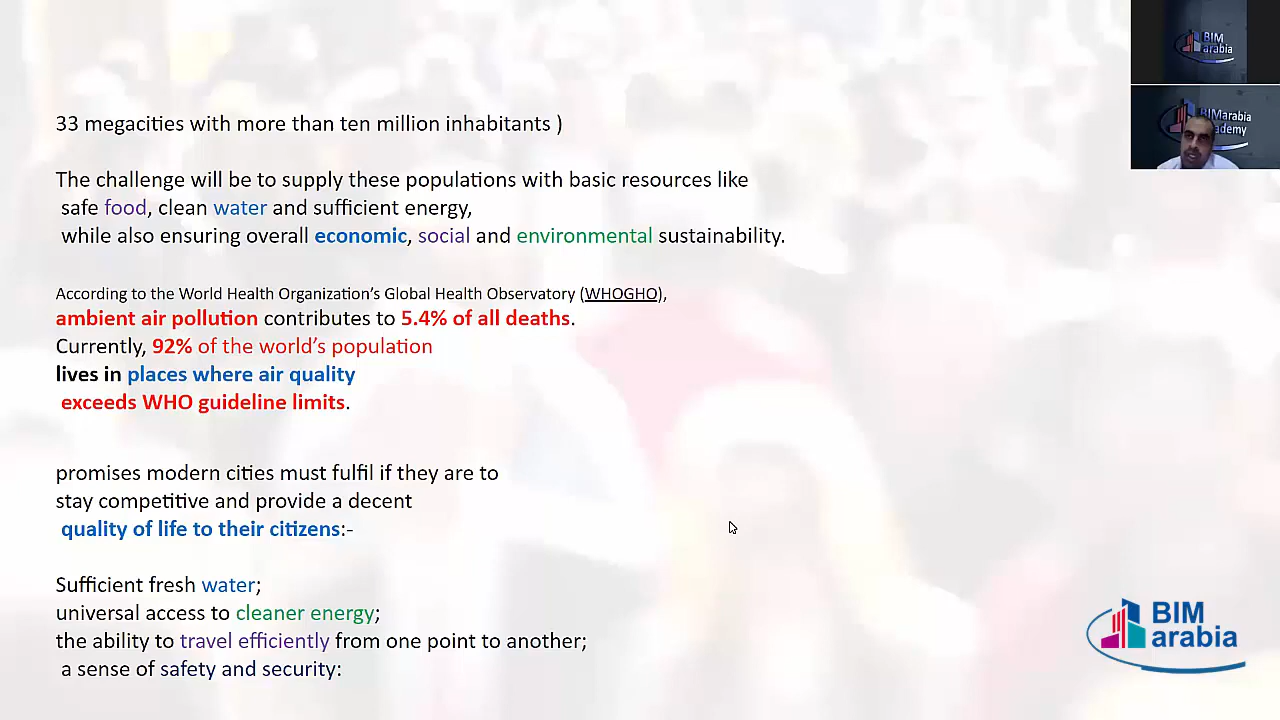 33 megacities with more than ten million inhabitants )
The challenge will be to supply these populations with basic resources like
safe food, clean water and sufficient energy,
while also ensuring overall economic, social and environmental sustainability.
According to the World Health Organization’s Global Health Observatory (WHOGHO),
ambient air pollution contributes to 5.4% of all deaths.
Currently, 92% of the world’s population
lives in places where air quality
exceeds WHO guideline limits.
promises modern cities must fulfil if they are to
stay competitive and provide a decent
quality of life to their citizens:-
Sufficient fresh water;
universal access to cleaner energy;
the ability to travel efficiently from one point to another;
a sense of safety and security:
BIM
arabia
BIM
arabia
BIMarabia